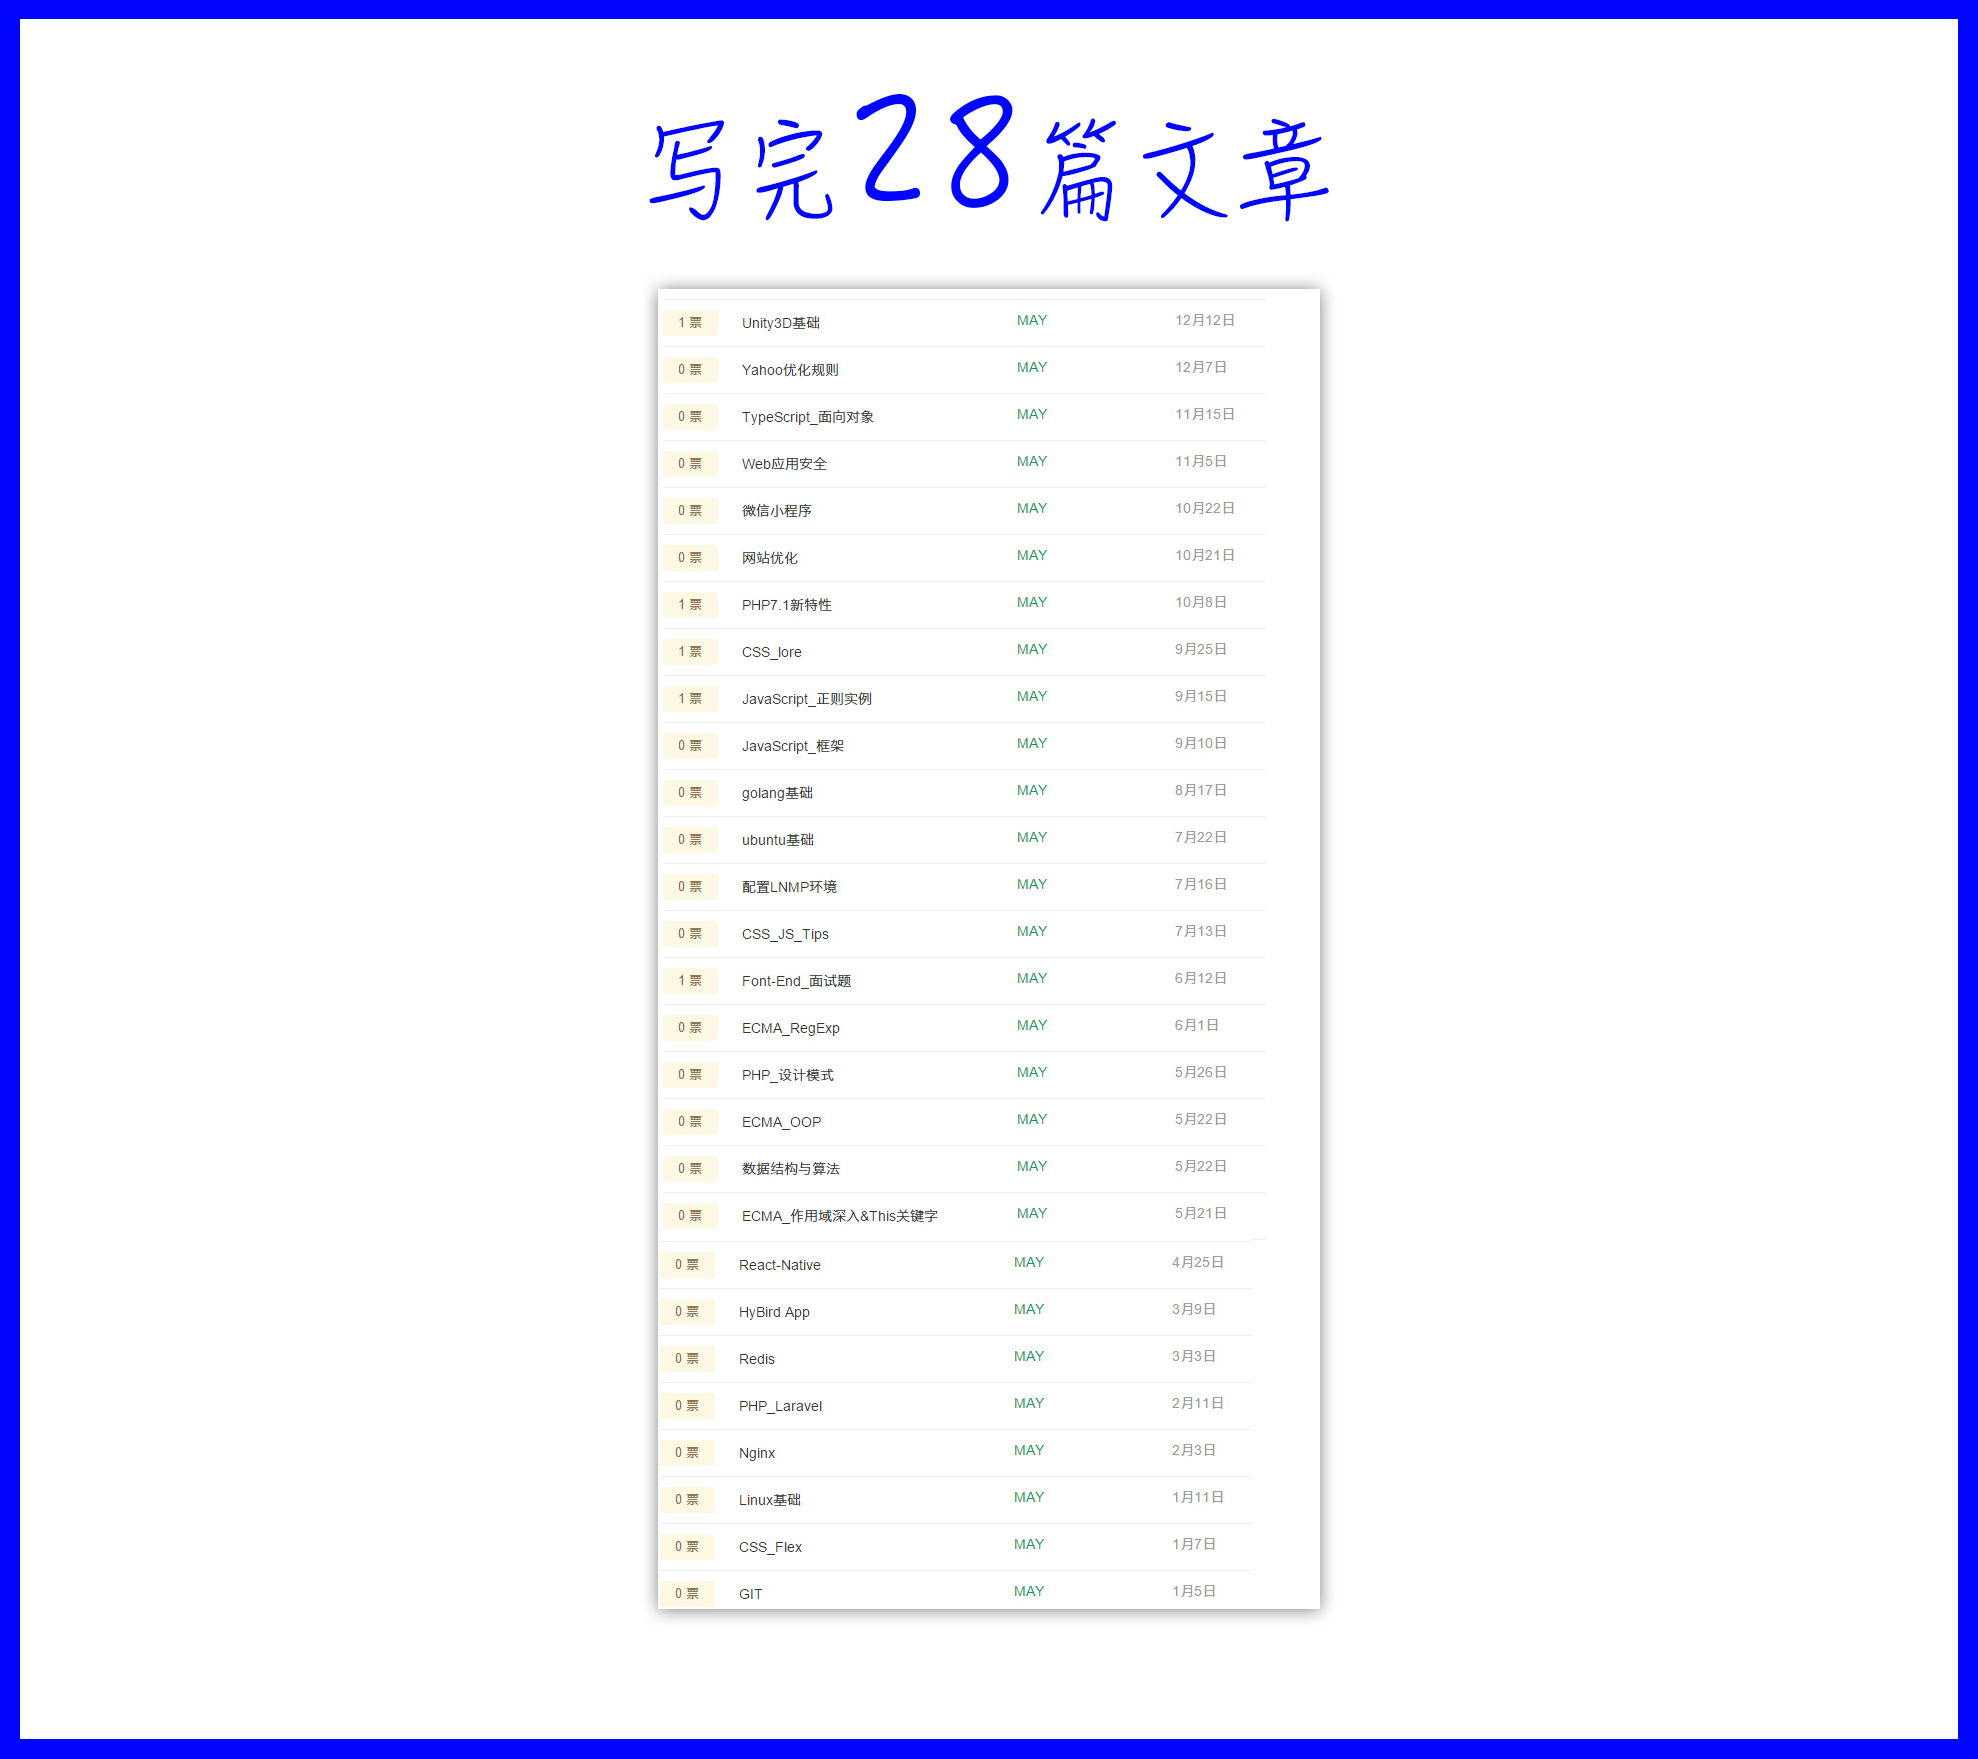 写完28篇文章
1 票 Unity3D基础 MAY 12月12日
0 票 Yahoo优化规则 MAY 12月7日
0 票 TypeScript_面向对象 MAY 11月15日
0 票 Web应用安全 MAY 11月5日
0 票 微信小程序 MAY 10月22日
0 票 网站优化 MAY 10月21日
1 票 PHP7.1新特性 MAY 10月8日
1 票 CSS_lore MAY 9月25日
1 票 JavaScript_正则实例 MAY 9月15日
0 票 JavaScript_框架 MAY 9月10日
0 票 golang基础 MAY 8月17日
0 票 ubuntu基础 MAY 7月22日
0 票 配置LNMP环境 MAY 7月16日
0 票 CSS_JS_Tips MAY 7月13日
1 票 Font-End_面试题 MAY 6月12日
0 票 ECMA_RegExp MAY 6月1日
0 票 PHP_设计模式 MAY 5月26日
0 票 ECMA_OOP MAY 5月22日
0 票 数据结构与算法 MAY 5月22日
0 票 ECMA_作用域深入&This关键字 MAY 5月21日
0 票 React-Native MAY 4月25日
0 票 HyBird App MAY 3月9日
0 票 Redis MAY 3月3日
0 票 PHP_Laravel MAY 2月11日
0 票 Nginx MAY 2月3日
0 票 Linux基础 MAY 1月11日
0 票 CSS_Flex MAY 1月7日
0 票 GIT MAY 1月5日